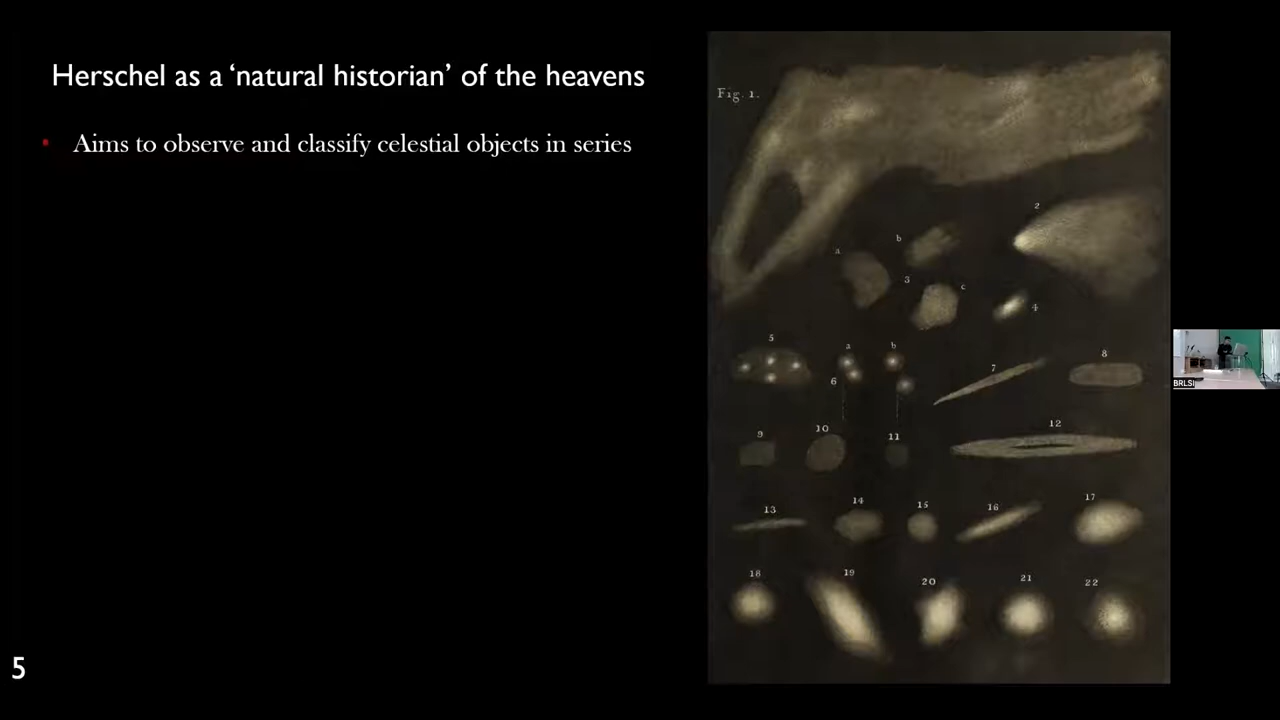 Herschel as a ‘natural historian’ of the heavens
• Aims to observe and classify celestial objects in series
Fig. 1.
2
b
a
3
c
4
5
a
b
6
7
8
9
10
11
12
13
14
15
16
17
18
19
20
21
22
BRLSI
5